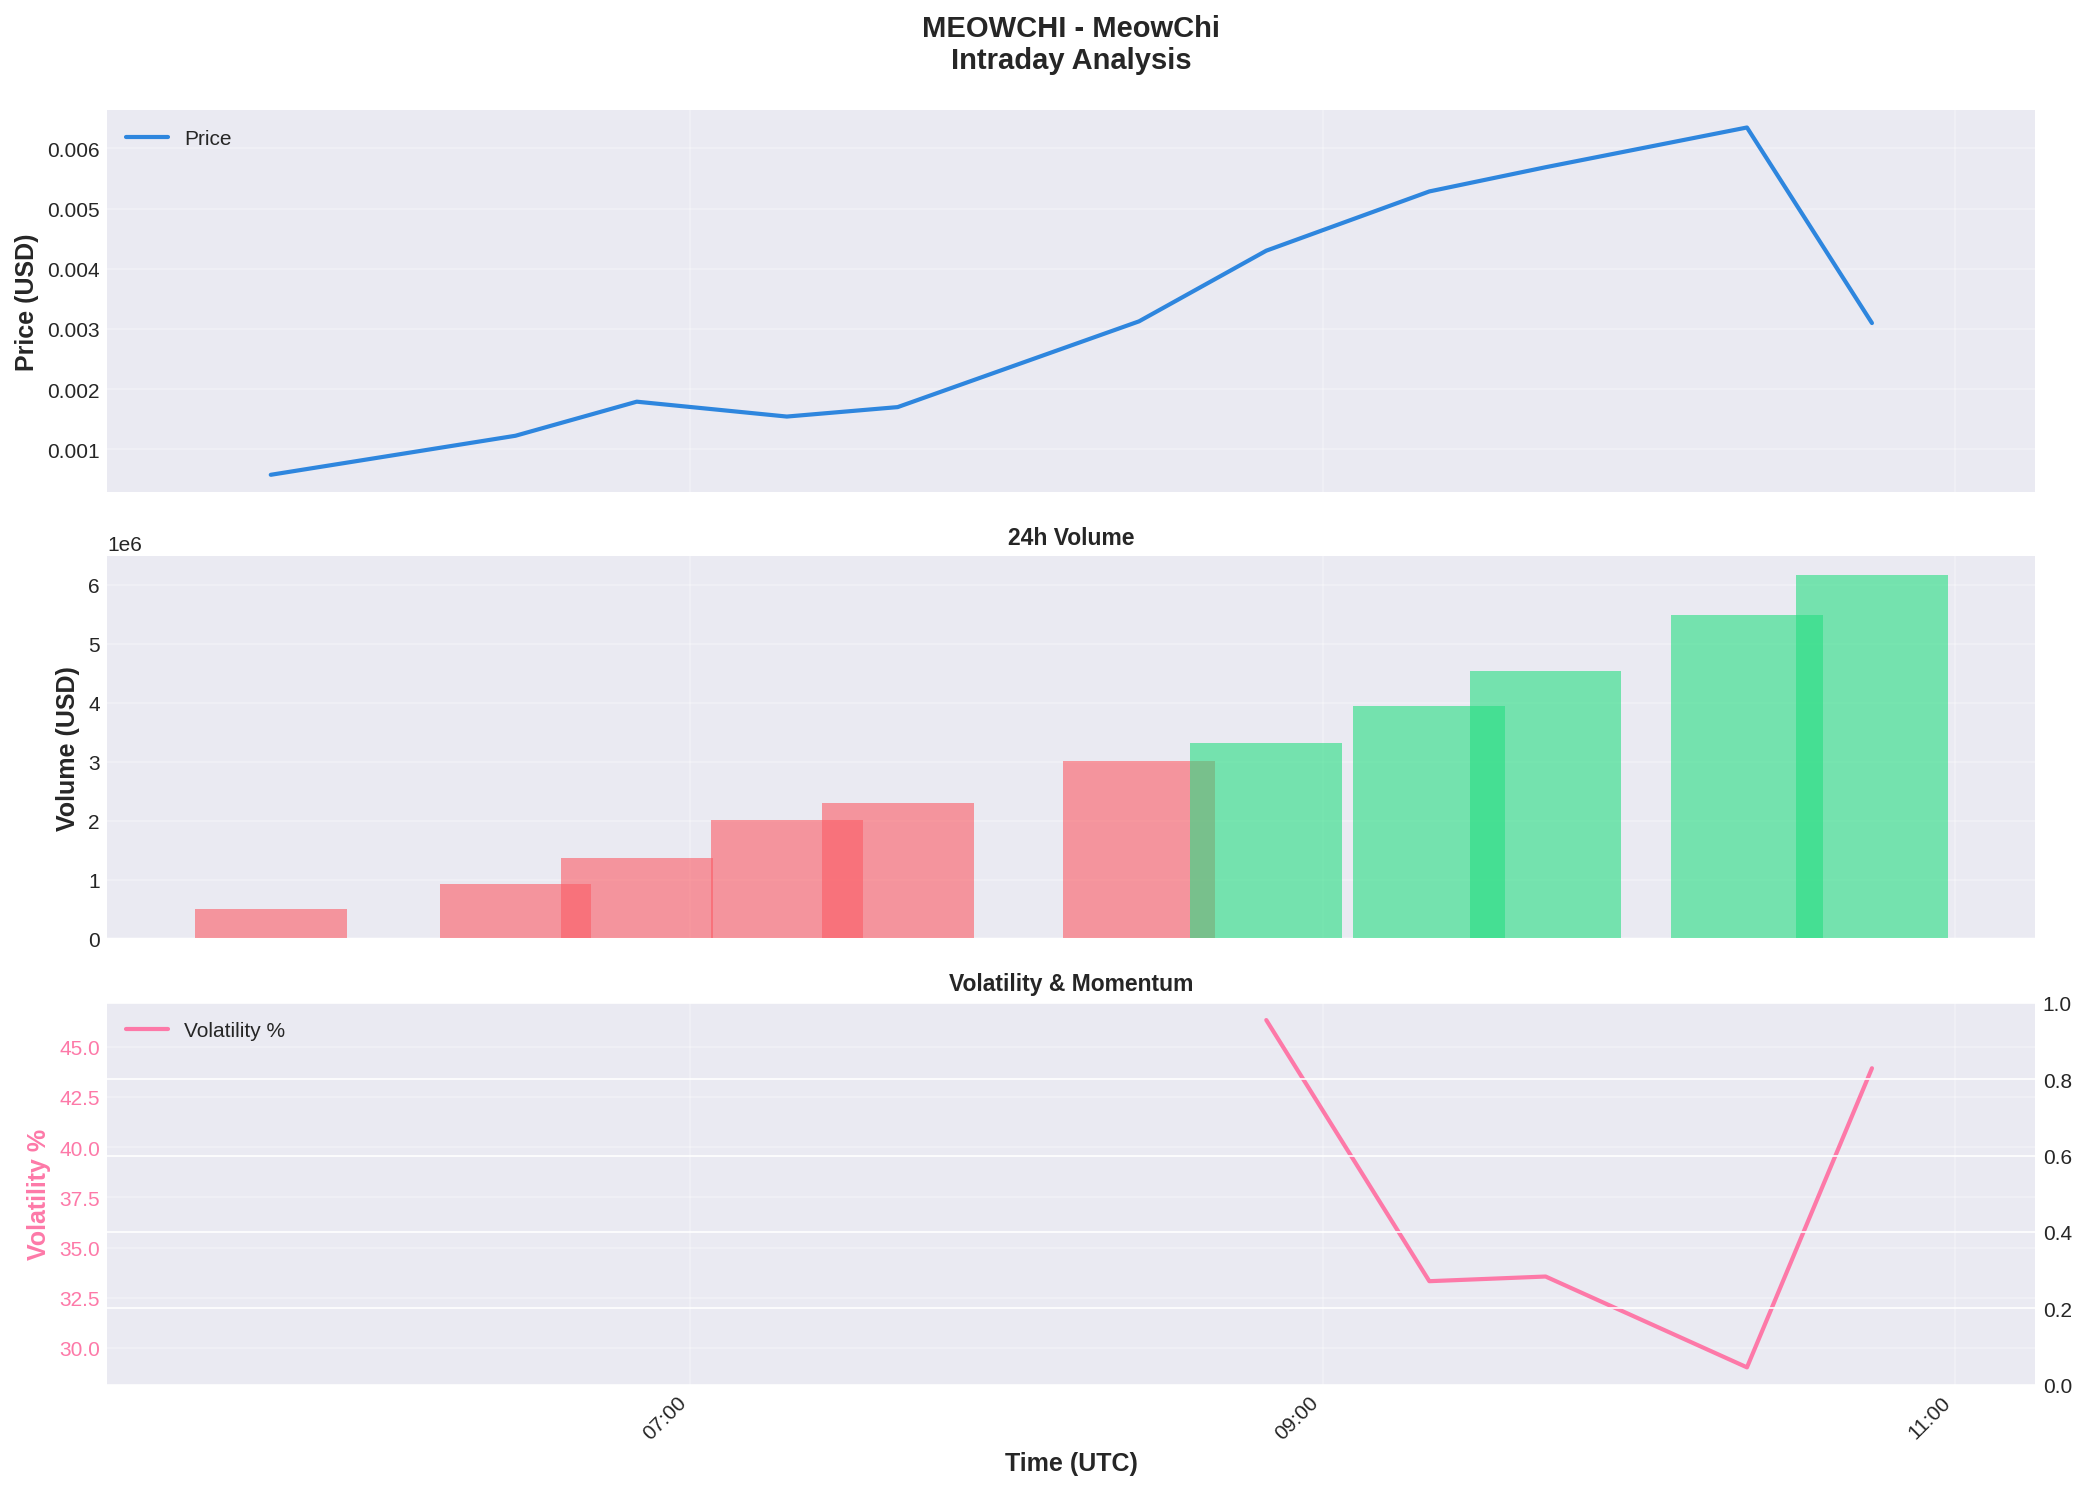 MEOWCHI - MeowChi
Intraday Analysis
Price
0.006
0.005
0.004
0.003
0.002
0.001
Price (USD)
24h Volume
1e6
6
5
4
3
2
1
0
Volume (USD)
Volatility & Momentum
Volatility %
45.0
42.5
40.0
37.5
35.0
32.5
30.0
Volatility %
1.0
0.8
0.6
0.4
0.2
0.0
07:00
09:00
11:00
Time (UTC)